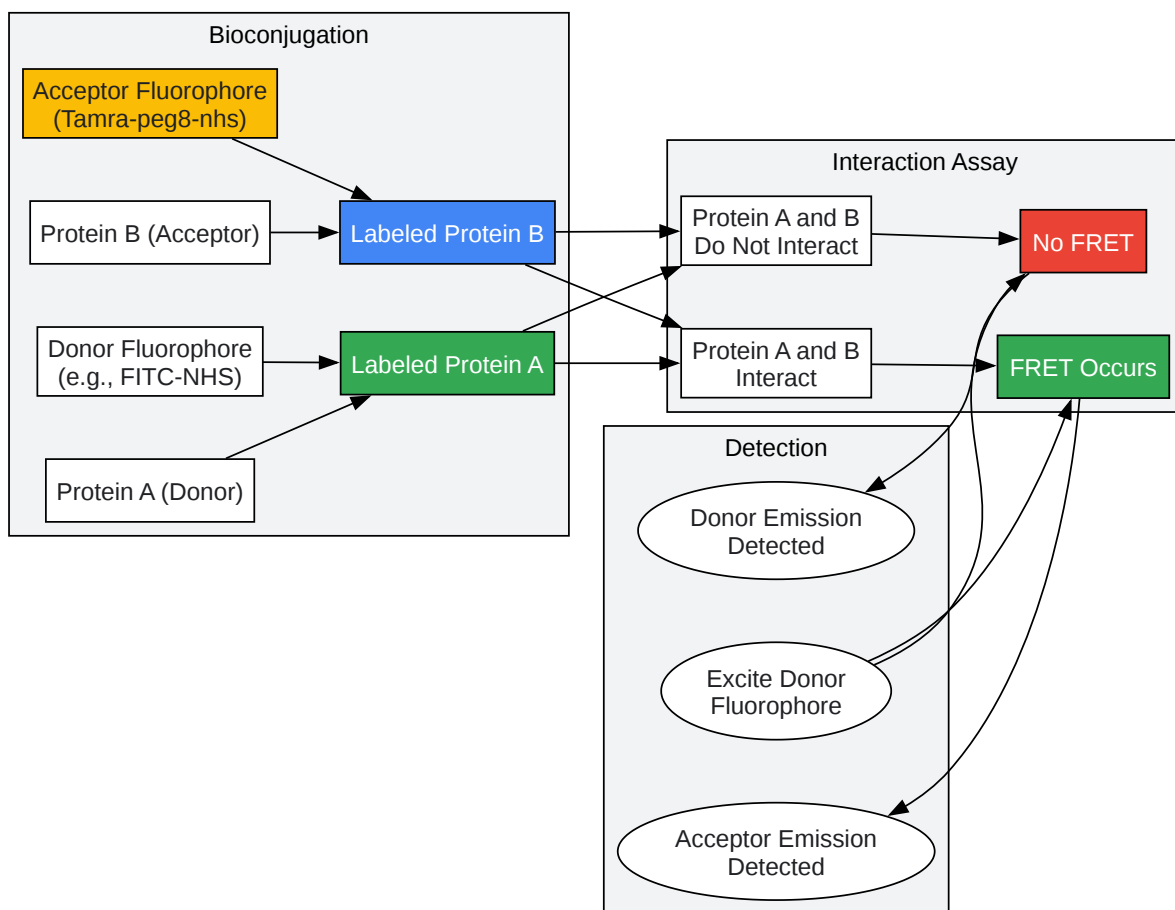 Bioconjugation
Acceptor Fluorophore
(Tamra-peg8-nhs)
Protein B (Acceptor)
Labeled Protein B
Donor Fluorophore
(e.g., FITC-NHS)
Labeled Protein A
Protein A (Donor)
Interaction Assay
Protein A and B
Do Not Interact
No FRET
Protein A and B
Interact
FRET Occurs
Detection
Donor Emission
Detected
Excite Donor
Fluorophore
Acceptor Emission
Detected